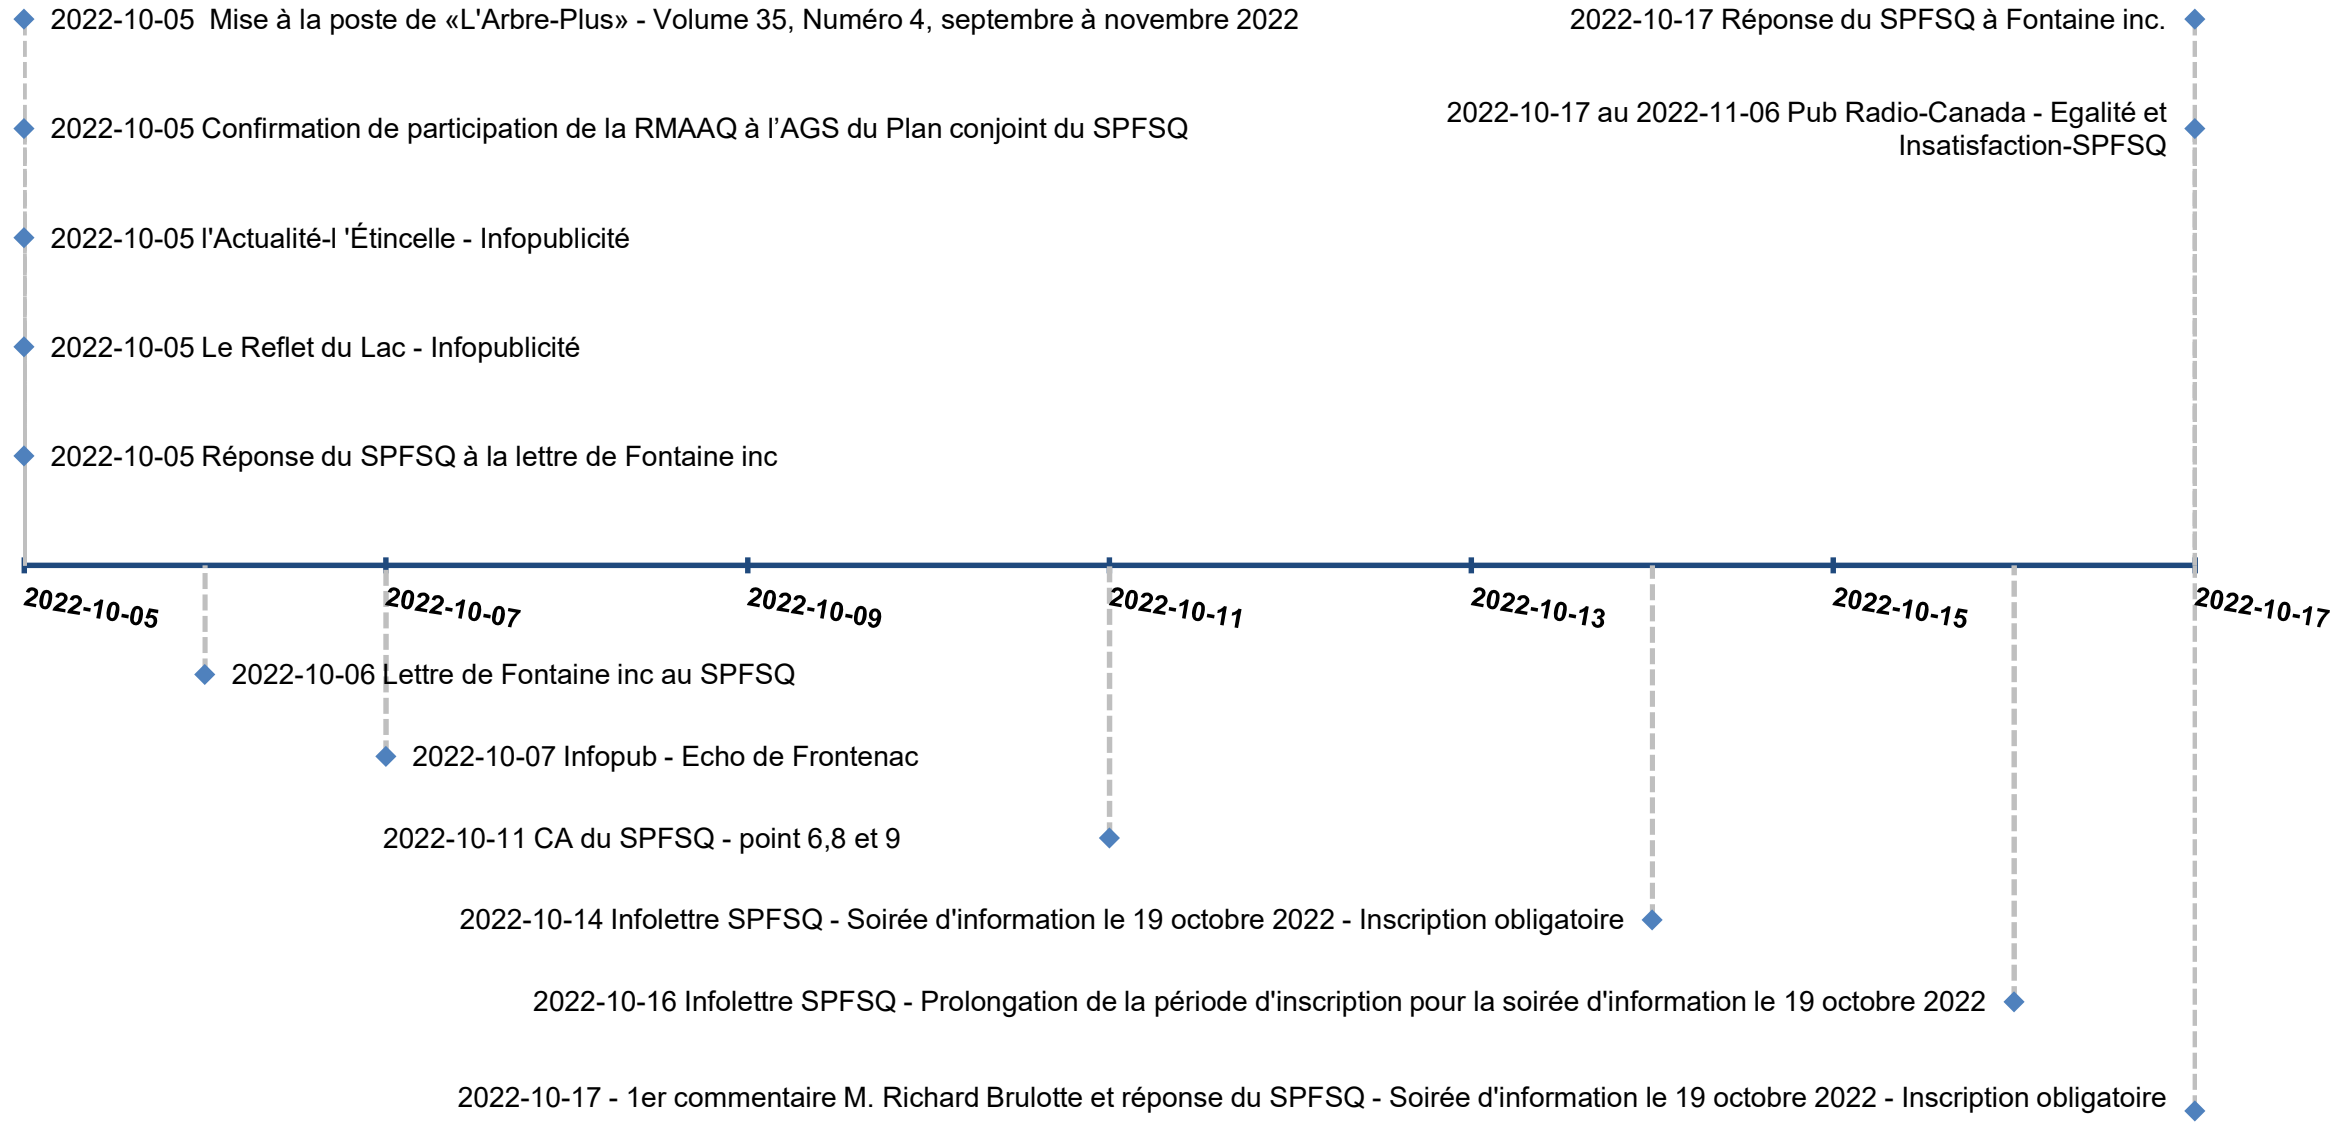 2022-10-05  Mise à la poste de «L'Arbre-Plus» - Volume 35, Numéro 4, septembre à novembre 2022
2022-10-17 Réponse du SPFSQ à Fontaine inc.
2022-10-05 Confirmation de participation de la RMAAQ à l’AGS du Plan conjoint du SPFSQ
2022-10-17 au 2022-11-06 Pub Radio-Canada - Egalité et
Insatisfaction-SPFSQ
2022-10-05 l'Actualité-l 'Étincelle - Infopublicité
2022-10-05 Le Reflet du Lac - Infopublicité
2022-10-05 Réponse du SPFSQ à la lettre de Fontaine inc
2022-10-05
2022-10-07
2022-10-09
2022-10-11
2022-10-13
2022-10-15
2022-10-17
2022-10-06 Lettre de Fontaine inc au SPFSQ
2022-10-07 Infopub - Echo de Frontenac
2022-10-11 CA du SPFSQ - point 6,8 et 9
2022-10-14 Infolettre SPFSQ - Soirée d'information le 19 octobre 2022 - Inscription obligatoire
2022-10-16 Infolettre SPFSQ - Prolongation de la période d'inscription pour la soirée d'information le 19 octobre 2022
2022-10-17 - 1er commentaire M. Richard Brulotte et réponse du SPFSQ - Soirée d'information le 19 octobre 2022 - Inscription obligatoire